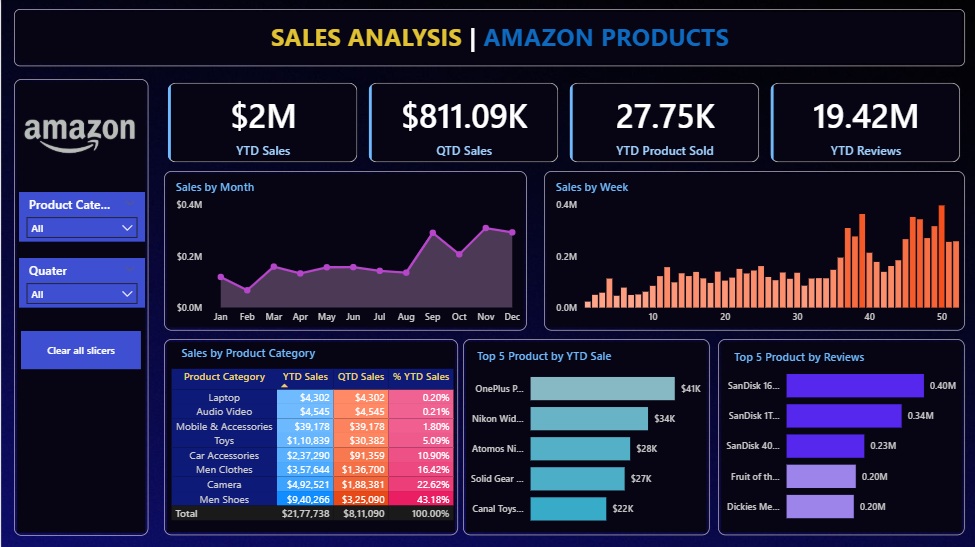 SALES ANALYSIS | AMAZON PRODUCTS
amazon
Product Cate...
All
Quater
All
Clear all slicers
$2M
YTD Sales
$811.09K
QTD Sales
27.75K
YTD Product Sold
19.42M
YTD Reviews
Sales by Month
$0.4M
$0.2M
$0.0M
Jan Feb Mar Apr May Jun Jul Aug Sep Oct Nov Dec
Sales by Week
$0.4M
$0.2M
$0.0M
10 20 30 40 50
Sales by Product Category
Product Category YTD Sales QTD Sales % YTD Sales
Laptop $4,302 $4,302 0.20%
Audio Video $4,545 $4,545 0.21%
Mobile & Accessories $39,178 $39,178 1.80%
Toys $1,10,839 $30,382 5.09%
Car Accessories $2,37,290 $91,359 10.90%
Men Clothes $3,57,644 $1,36,700 16.42%
Camera $4,92,521 $1,88,381 22.62%
Men Shoes $9,40,266 $3,25,090 43.18%
Total $21,77,738 $8,11,090 100.00%
Top 5 Product by YTD Sale
OnePlus P... $41K
Nikon Wid... $34K
Atomos Ni... $28K
Solid Gear ... $27K
Canal Toys... $22K
Top 5 Product by Reviews
SanDisk 16... 0.40M
SanDisk 1T... 0.34M
SanDisk 40... 0.23M
Fruit of th... 0.20M
Dickies Me... 0.20M